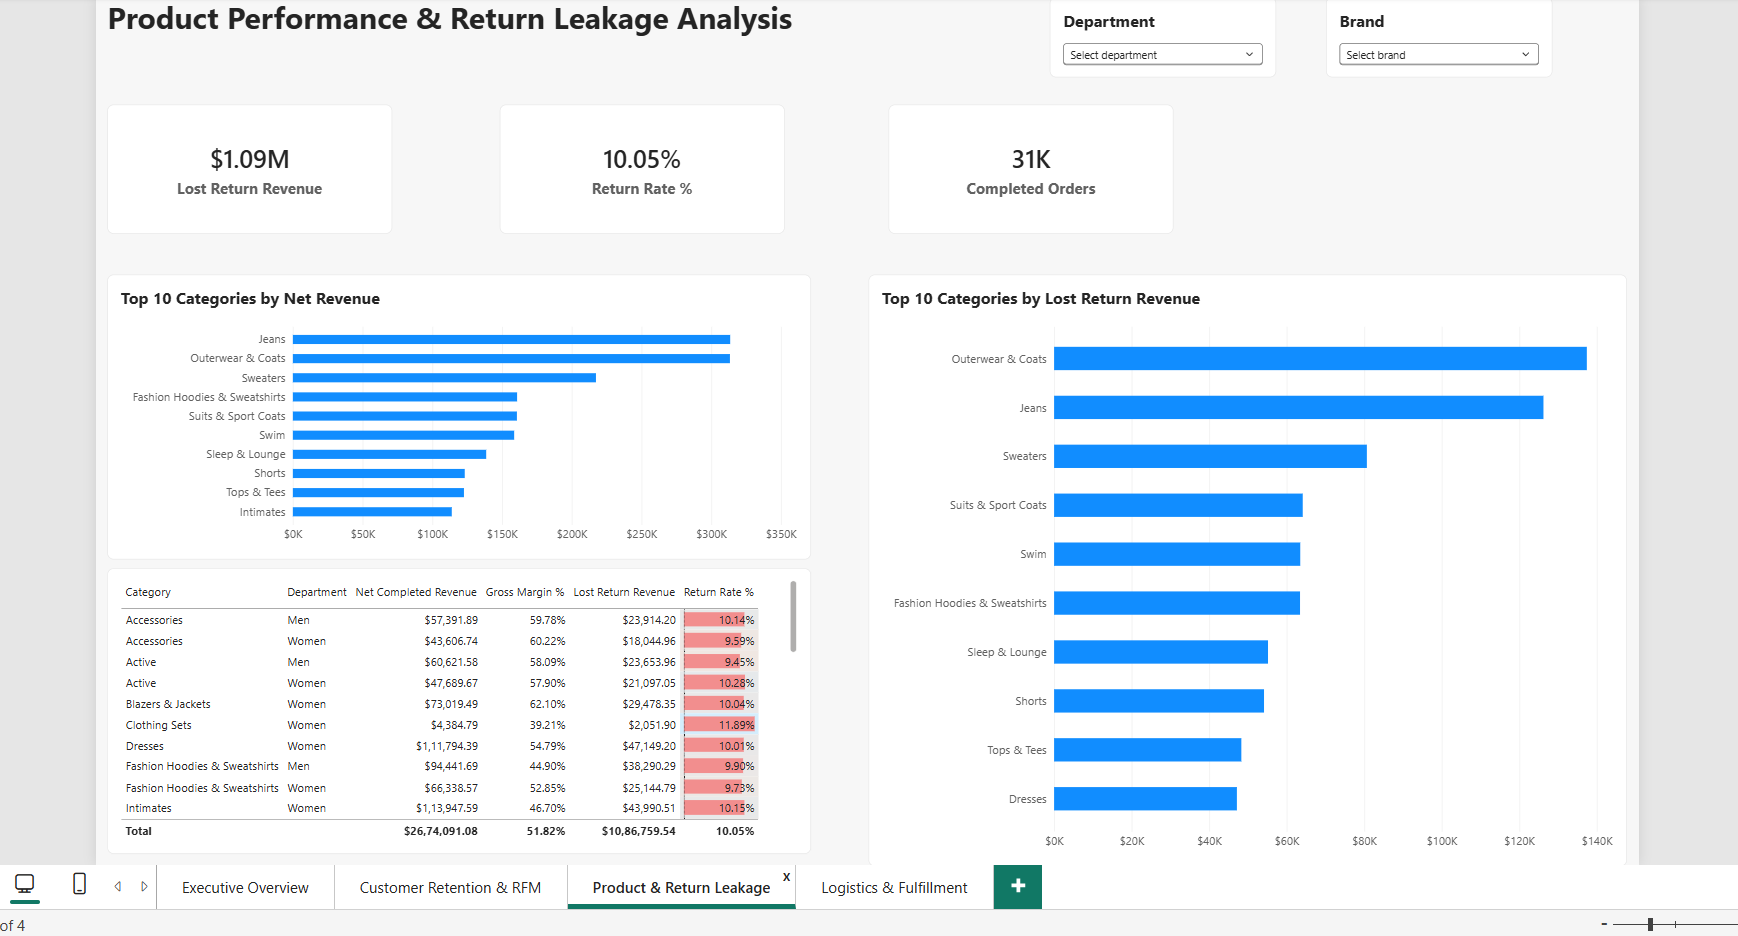 Product Performance & Return Leakage Analysis
Department
Select department
Brand
Select brand
$1.09M
Lost Return Revenue
10.05%
Return Rate %
31K
Completed Orders
Top 10 Categories by Net Revenue
Jeans
Outerwear & Coats
Sweaters
Fashion Hoodies & Sweatshirts
Suits & Sport Coats
Swim
Sleep & Lounge
Shorts
Tops & Tees
Intimates
$0K $50K $100K $150K $200K $250K $300K $350K
Category Department Net Completed Revenue Gross Margin % Lost Return Revenue Return Rate %
Accessories Men $57,391.89 59.78% $23,914.20 10.14%
Accessories Women $43,606.74 60.22% $18,044.96 9.59%
Active Men $60,621.58 58.09% $23,653.96 9.45%
Active Women $47,689.67 57.90% $21,097.05 10.28%
Blazers & Jackets Women $73,019.49 62.10% $29,478.35 10.04%
Clothing Sets Women $4,384.79 39.21% $2,051.90 11.89%
Dresses Women $1,11,794.39 54.79% $47,149.20 10.01%
Fashion Hoodies & Sweatshirts Men $94,441.69 44.90% $38,290.29 9.90%
Fashion Hoodies & Sweatshirts Women $66,338.57 52.85% $25,144.79 9.73%
Intimates Women $1,13,947.59 46.70% $43,990.51 10.15%
Total $26,74,091.08 51.82% $10,86,759.54 10.05%
Top 10 Categories by Lost Return Revenue
Outerwear & Coats
Jeans
Sweaters
Suits & Sport Coats
Swim
Fashion Hoodies & Sweatshirts
Sleep & Lounge
Shorts
Tops & Tees
Dresses
$0K $20K $40K $60K $80K $100K $120K $140K
Executive Overview Customer Retention & RFM Product & Return Leakage x Logistics & Fulfillment +
of 4